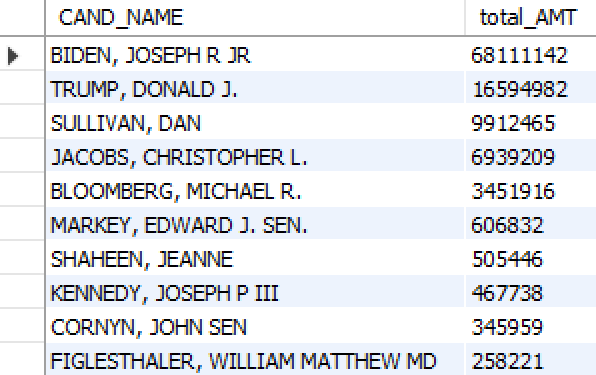 CAND_NAME total_AMT
BIDEN, JOSEPH R JR 68111142
TRUMP, DONALD J. 16594982
SULLIVAN, DAN 9912465
JACOBS, CHRISTOPHER L. 6939209
BLOOMBERG, MICHAEL R. 3451916
MARKEY, EDWARD J. SEN. 606832
SHAHEEN, JEANNE 505446
KENNEDY, JOSEPH P III 467738
CORNYN, JOHN SEN 345959
FIGLESTHALER, WILLIAM MATTHEW MD 258221